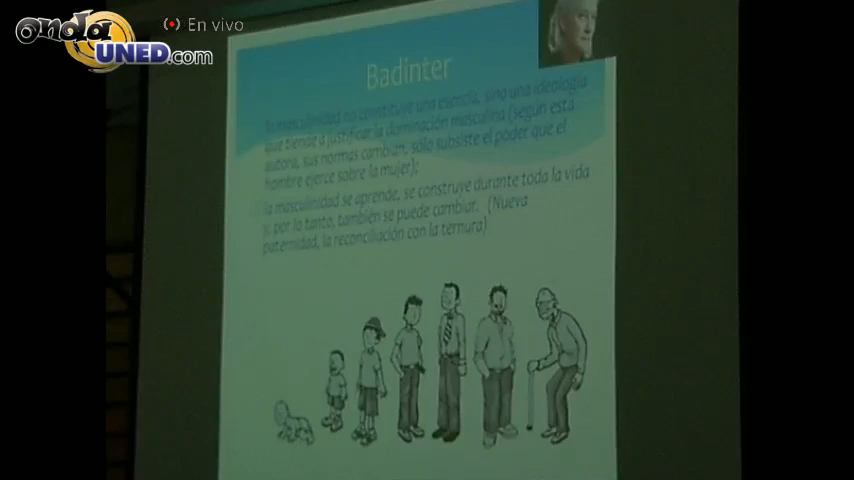 onda
UNED.com
En vivo
Badinter
la masculinidad no constituye una esencia, sino una ideología
que tiende a justificar la dominación masculina (según esta
autora, sus normas cambian, sólo subsiste el poder que el
hombre ejerce sobre la mujer);
la masculinidad se aprende, se construye durante toda la vida
y, por lo tanto, también se puede cambiar. (Nueva
paternidad, la reconciliación con la ternura)